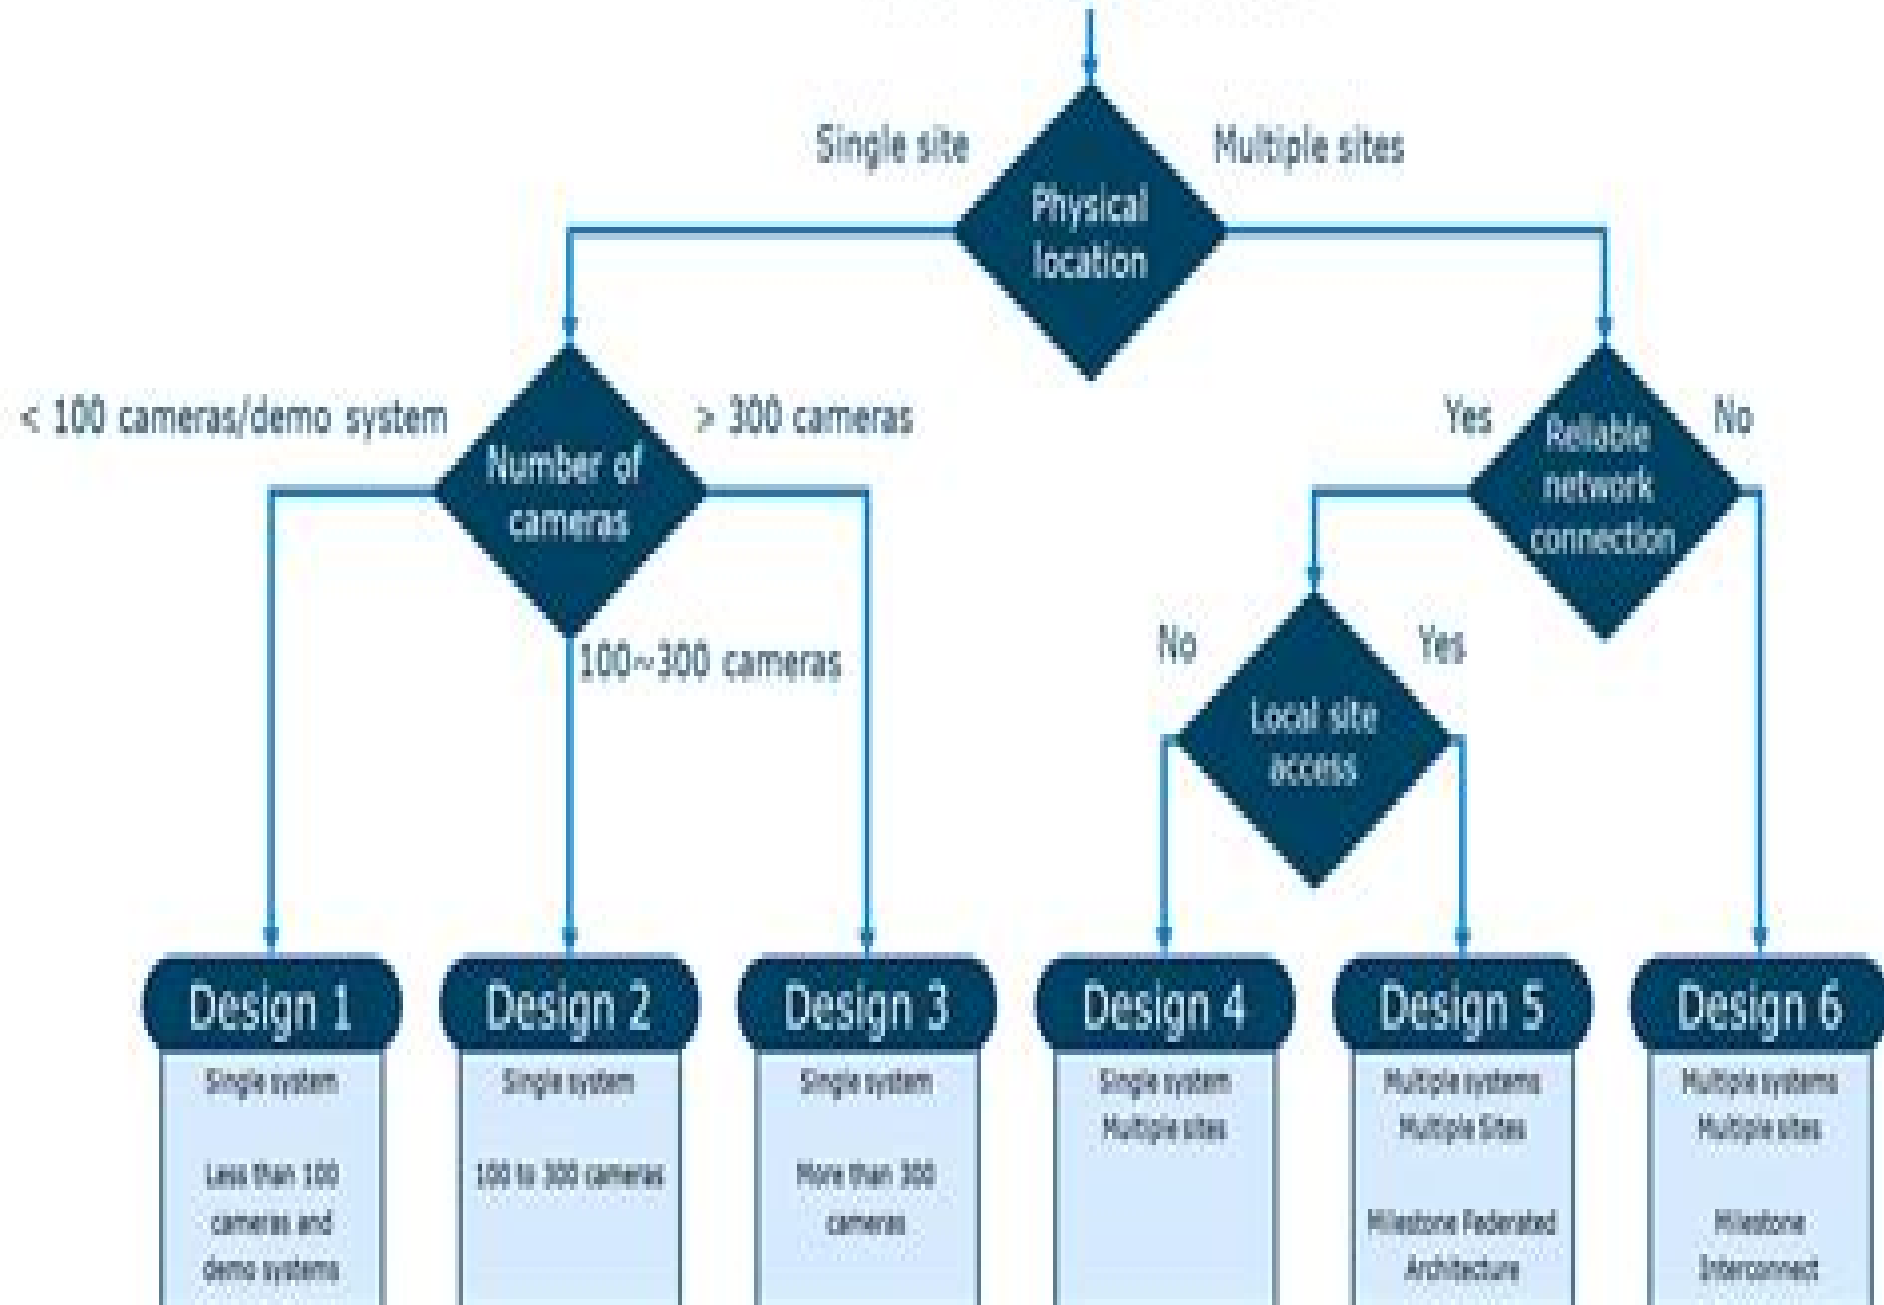 Single site
Multiple sites
Physical
location
< 100 cameras/demo system
> 300 cameras
Number of
cameras
100~300 cameras
Yes
No
Reliable
network
connection
No
Yes
Local site
access
Design 1
Single system
Less than 100
cameras and
demo systems
Design 2
Single system
100 to 300 cameras
Design 3
Single system
More than 300
cameras
Design 4
Single system
Multiple sites
Design 5
Multiple systems
Multiple Sites
Milestone Federated
Architecture
Design 6
Multiple systems
Multiple sites
Milestone
Interconnect